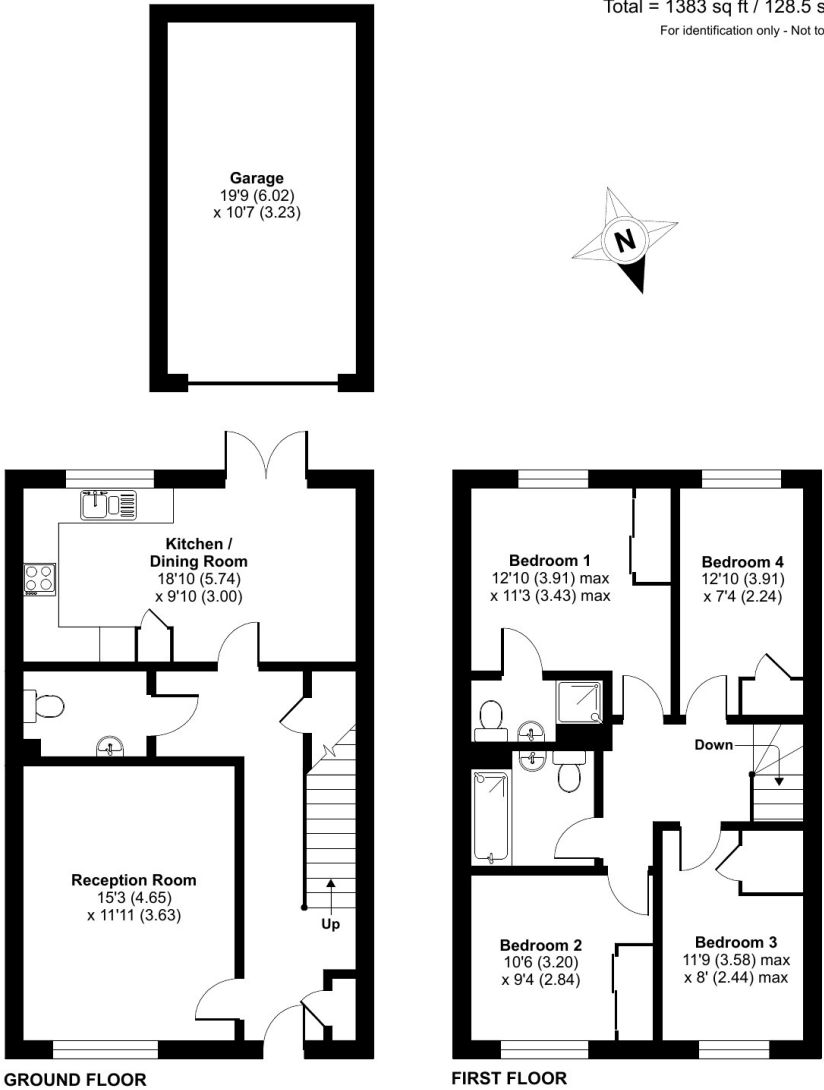 Total = 1383 sq ft / 128.5 s
For identification only - Not to
Garage
19'9 (6.02)
x 10'7 (3.23)
N
Kitchen /
Dining Room
18'10 (5.74)
x 9'10 (3.00)
Reception Room
15'3 (4.65)
x 11'11 (3.63)
Up
GROUND FLOOR
Bedroom 1
12'10 (3.91) max
x 11'3 (3.43) max
Bedroom 4
12'10 (3.91)
x 7'4 (2.24)
Down
Bedroom 2
10'6 (3.20)
x 9'4 (2.84)
Bedroom 3
11'9 (3.58) max
x 8' (2.44) max
FIRST FLOOR